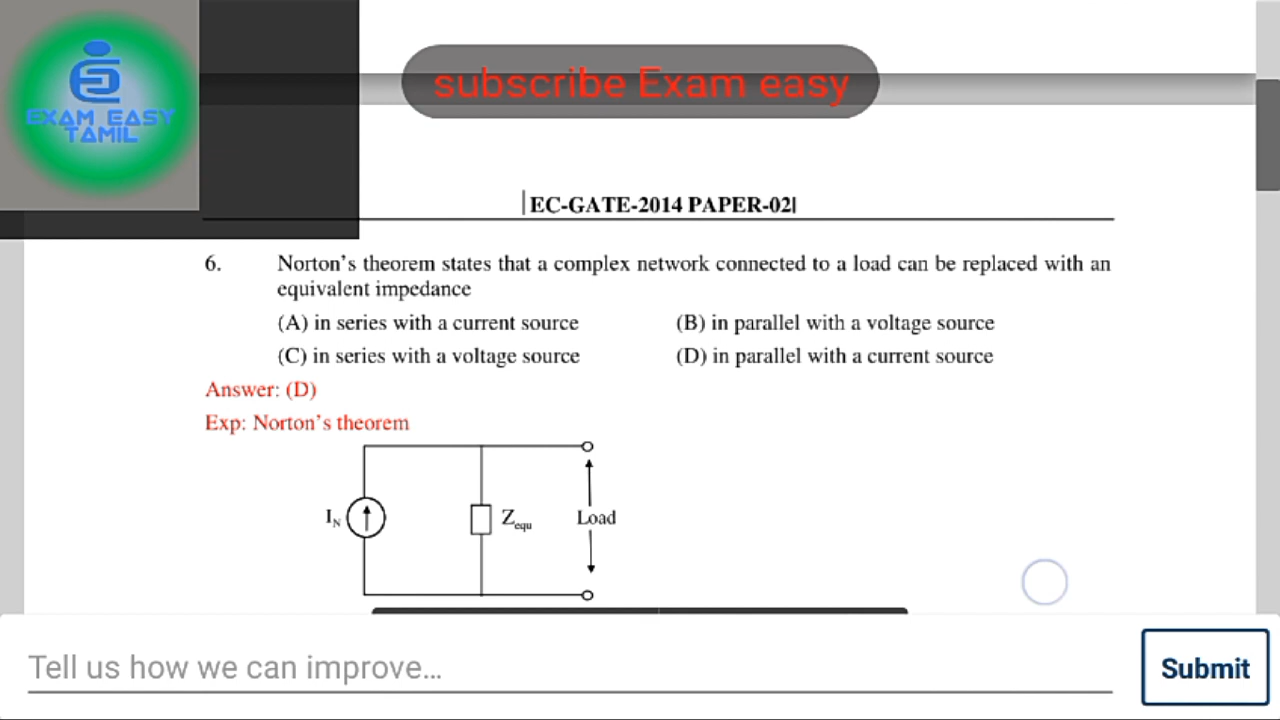 EXAM EASY
TAMIL
subscribe Exam easy
EC-GATE-2014 PAPER-02
6. Norton's theorem states that a complex network connected to a load can be replaced with an
equivalent impedance
(A) in series with a current source (B) in parallel with a voltage source
(C) in series with a voltage source (D) in parallel with a current source
Answer: (D)
Exp: Norton's theorem
IN Zequ Load
Tell us how we can improve...
Submit